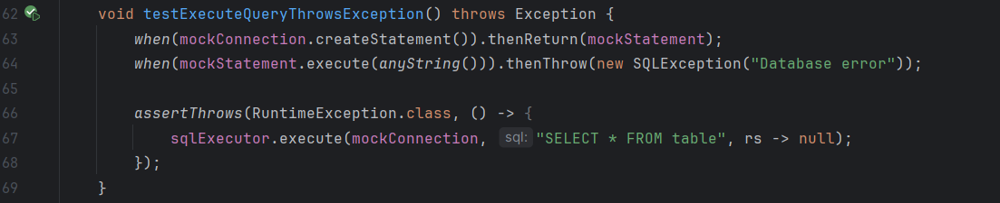 62 void testExecuteQueryThrowsException() throws Exception {
63 when(mockConnection.createStatement()).thenReturn(mockStatement);
64 when(mockStatement.execute(anyString())).thenThrow(new SQLException("Database error"));
65
66 assertThrows(RuntimeException.class, () -> {
67 sqlExecutor.execute(mockConnection, sql: "SELECT * FROM table", rs -> null);
68 });
69 }